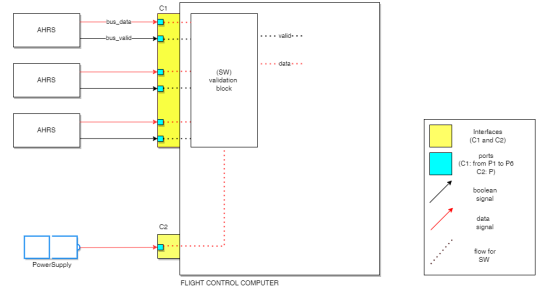 C1
AHRS
bus_data
bus_valid
AHRS
AHRS
(SW)
validation
block
valid
data
C2
PowerSupply
FLIGHT CONTROL COMPUTER
Interfaces
(C1 and C2)
ports
(C1: from P1 to P6
C2: P)
boolean
signal
data
signal
flow for
SW